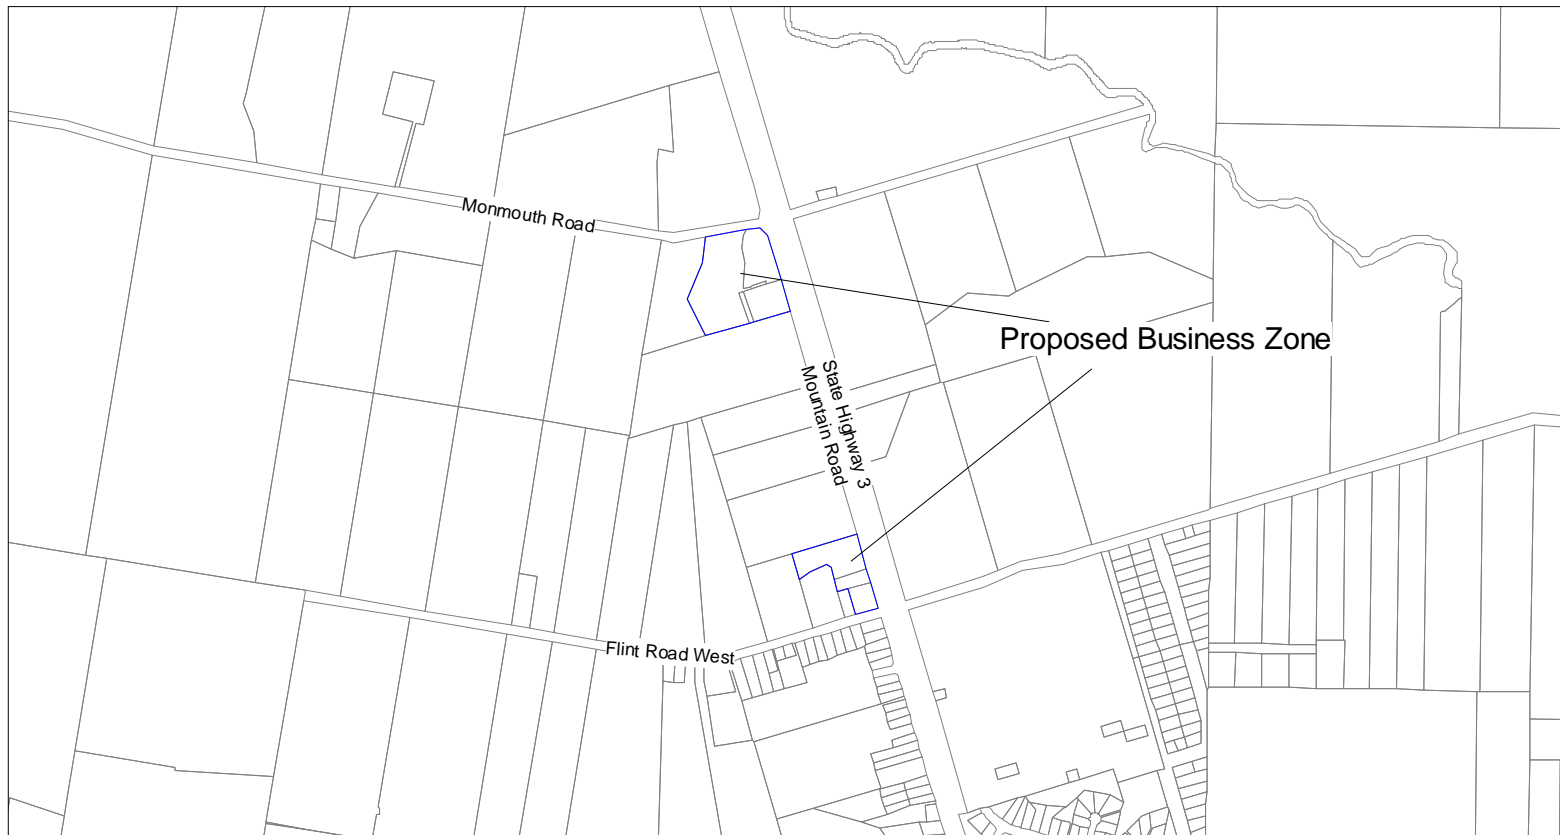 Monmouth Road
Proposed Business Zone
State Highway 3
Mountain Road
Flint Road West